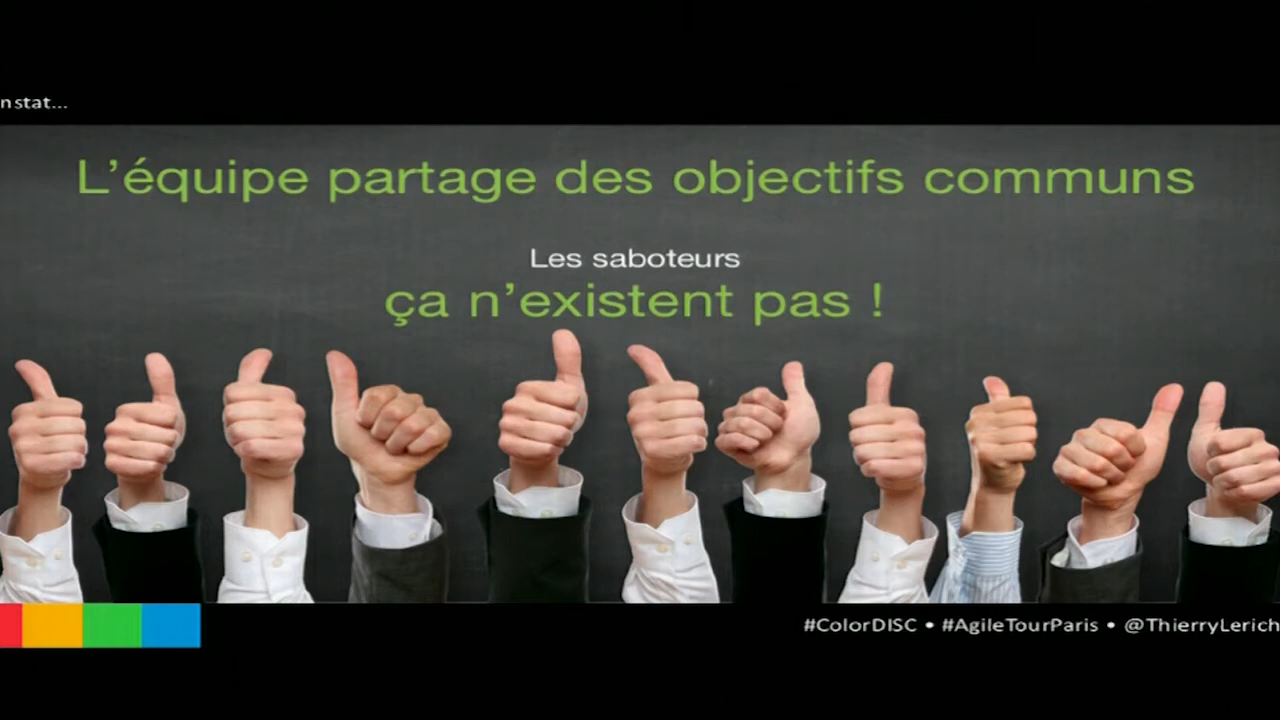 nstat...
L'équipe partage des objectifs communs
Les saboteurs
ça n'existent pas !
#ColorDISC • #AgileTourParis • @ThierryLerich